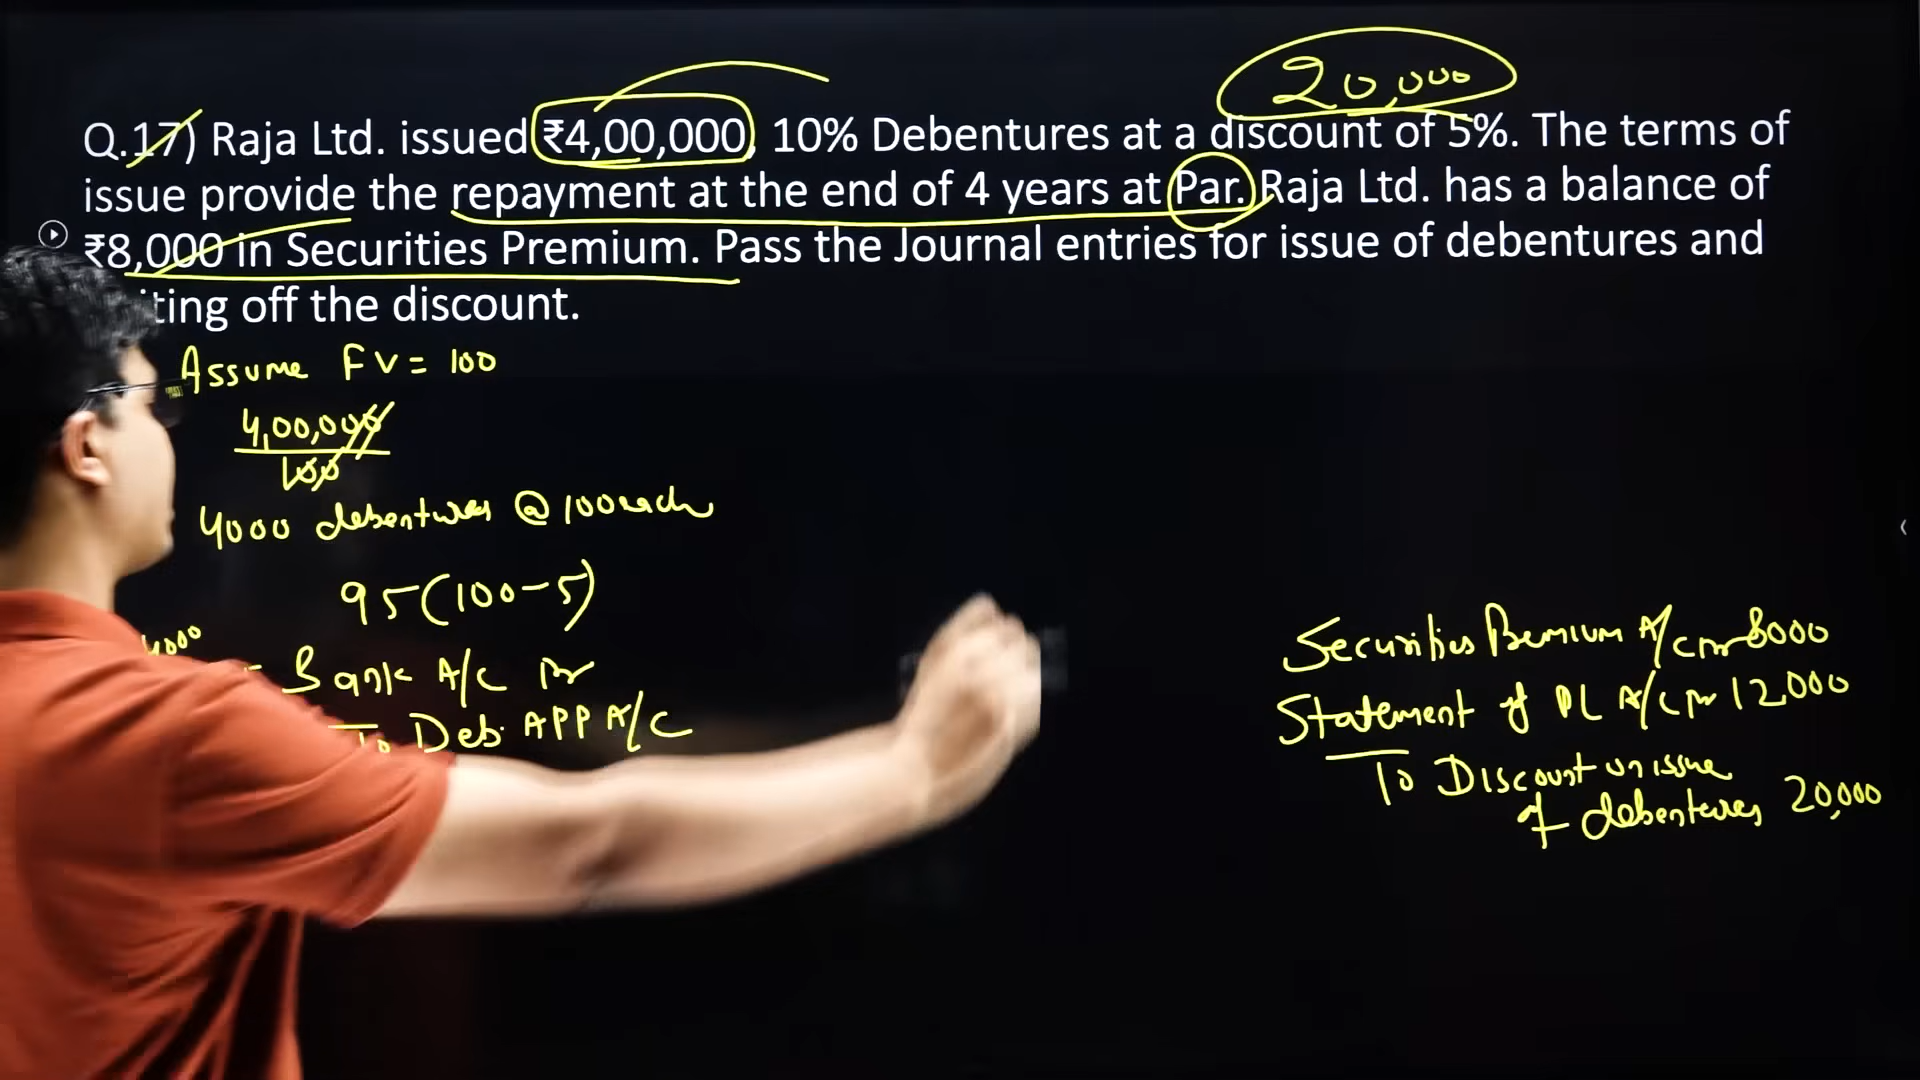 20,000
Q.17) Raja Ltd. issued ₹4,00,000, 10% Debentures at a discount of 5%. The terms of
issue provide the repayment at the end of 4 years at Par. Raja Ltd. has a balance of
₹8,000 in Securities Premium. Pass the Journal entries for issue of debentures and
ting off the discount.
Assume FV = 100
4,00,000
100
4000 debentures @ 100 each
95 (100-5)
Bank A/C Dr
To Deb. APP A/C
Securities Premium A/C Dr 8000
Statement of PL A/C Dr 12,000
To Discount on issue
of debentures 20,000